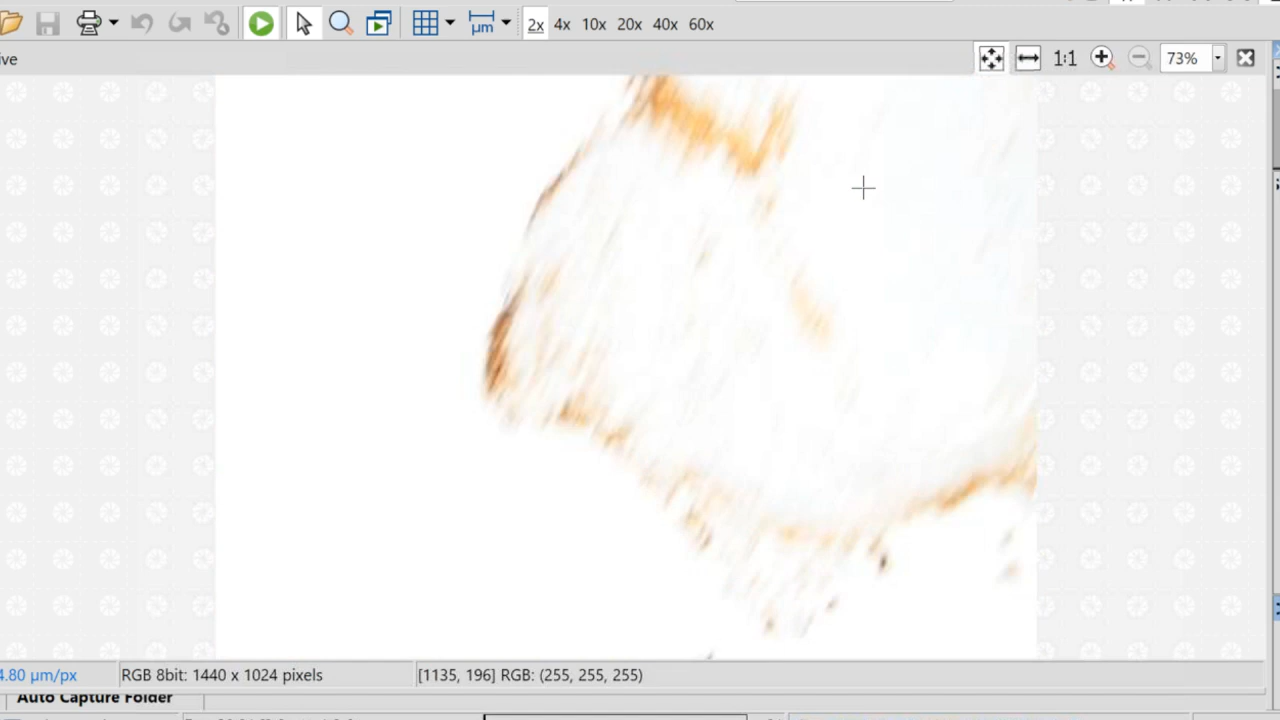 2x 4x 10x 20x 40x 60x
ive 1:1 73%
4.80 µm/px RGB 8bit: 1440 x 1024 pixels [1135, 196] RGB: (255, 255, 255)
Auto Capture Folder